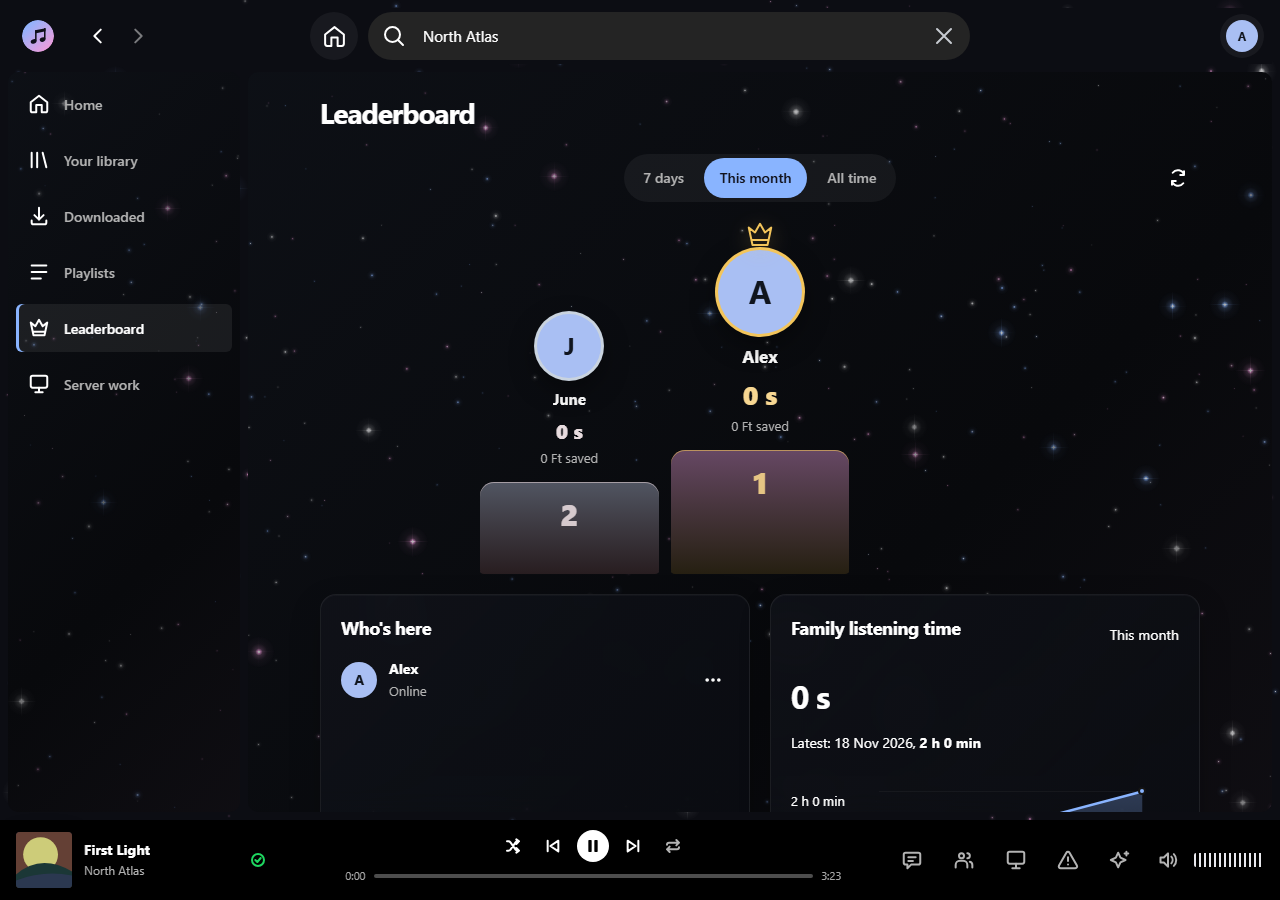 North Atlas
A
Home
Your library
Downloaded
Playlists
Leaderboard
Server work
Leaderboard
7 days
This month
All time
A
Alex
0 s
0 Ft saved
1
J
June
0 s
0 Ft saved
2
Who's here
A
Alex
Online
Family listening time
This month
0 s
Latest: 18 Nov 2026, 2 h 0 min
2 h 0 min
First Light
North Atlas
0:00
3:23